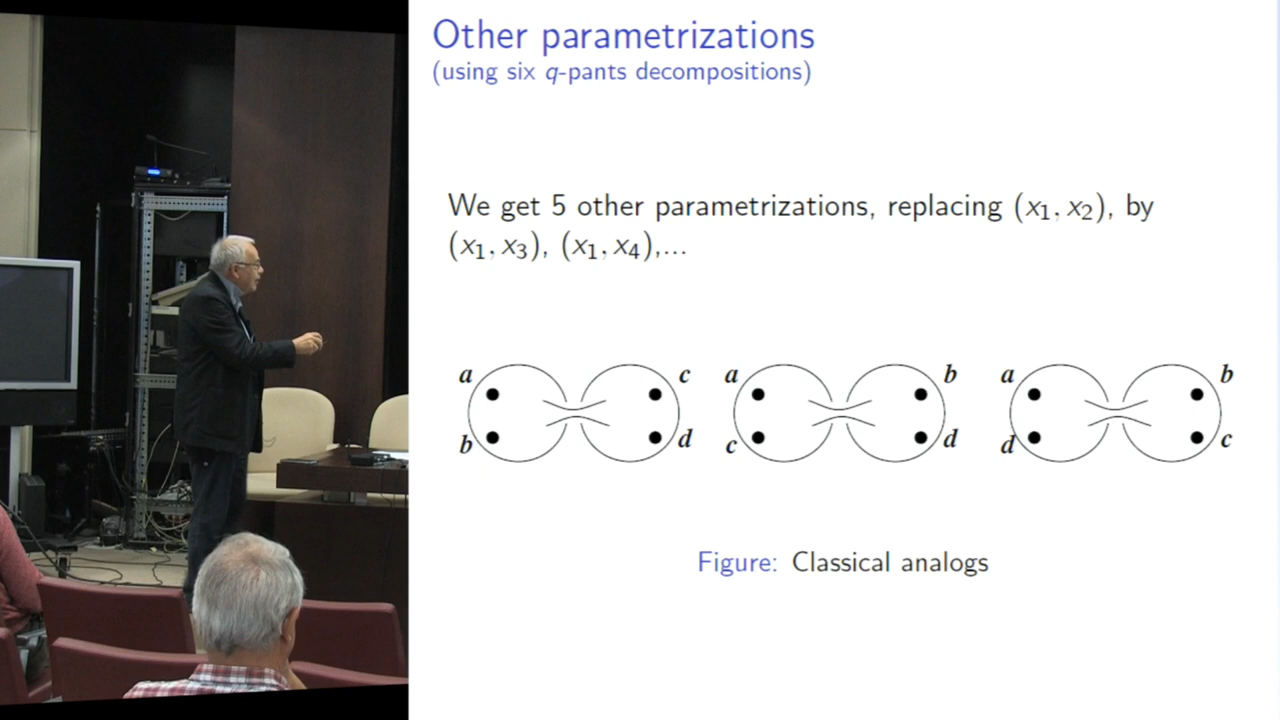 Other parametrizations
(using six q-pants decompositions)
We get 5 other parametrizations, replacing (x₁, x₂), by
(x₁, x₃), (x₁, x₄),...
a c a b a b
b d c d d c
Figure: Classical analogs